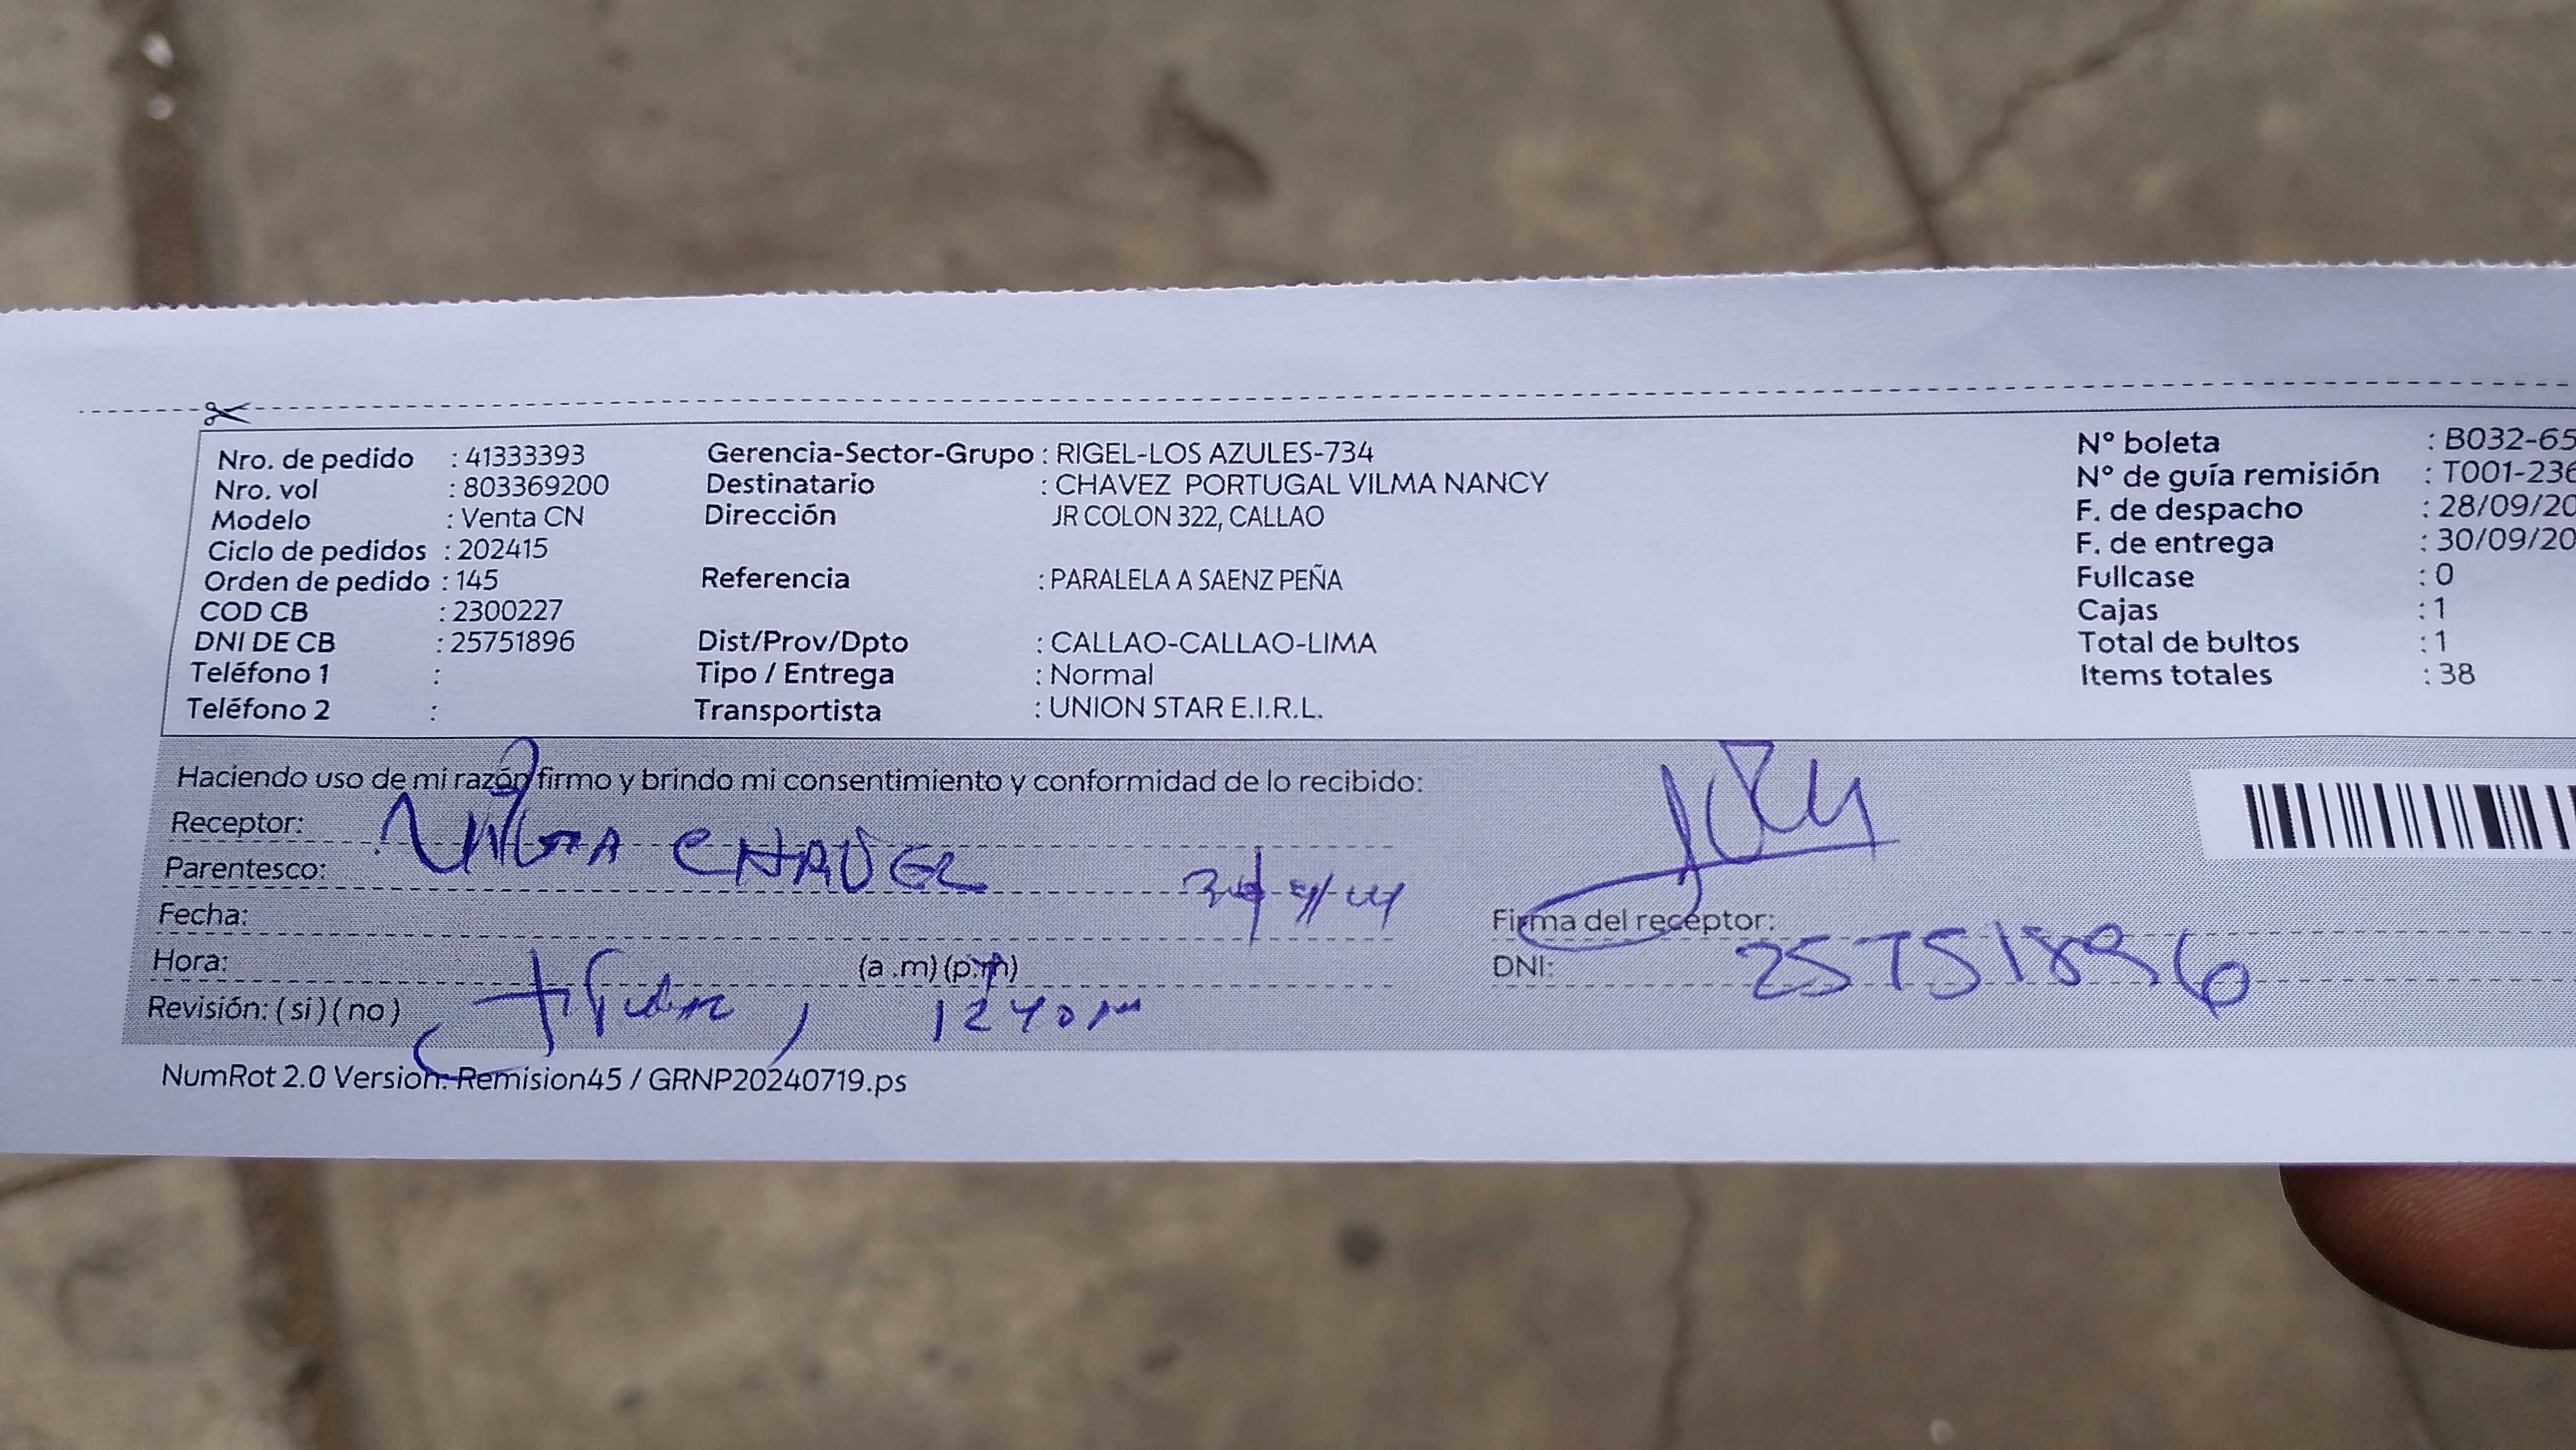 Nro. de pedido : 41333393
Nro. vol : 803369200
Modelo : Venta CN
Ciclo de pedidos : 202415
Orden de pedido : 145
COD CB : 2300227
DNI DE CB : 25751896
Teléfono 1 :
Teléfono 2 :
Gerencia-Sector-Grupo : RIGEL-LOS AZULES-734
Destinatario : CHAVEZ PORTUGAL VILMA NANCY
Dirección JR COLON 322, CALLAO
Referencia : PARALELA A SAENZ PEÑA
Dist/Prov/Dpto : CALLAO-CALLAO-LIMA
Tipo / Entrega : Normal
Transportista : UNION STAR E.I.R.L.
N° boleta : B032-65
N° de guía remisión : T001-236
F. de despacho : 28/09/20
F. de entrega : 30/09/20
Fullcase : 0
Cajas : 1
Total de bultos : 1
Items totales : 38
Haciendo uso de mi razón firmo y brindo mi consentimiento y conformidad de lo recibido:
Receptor: VILMA CHAVEZ
Parentesco:
Fecha:
Hora: (a .m) (p.m)
Revisión: ( si ) ( no ) 1240 pm
Firma del receptor:
DNI: 25751896
NumRot 2.0 Version: Remision45 / GRNP20240719.ps